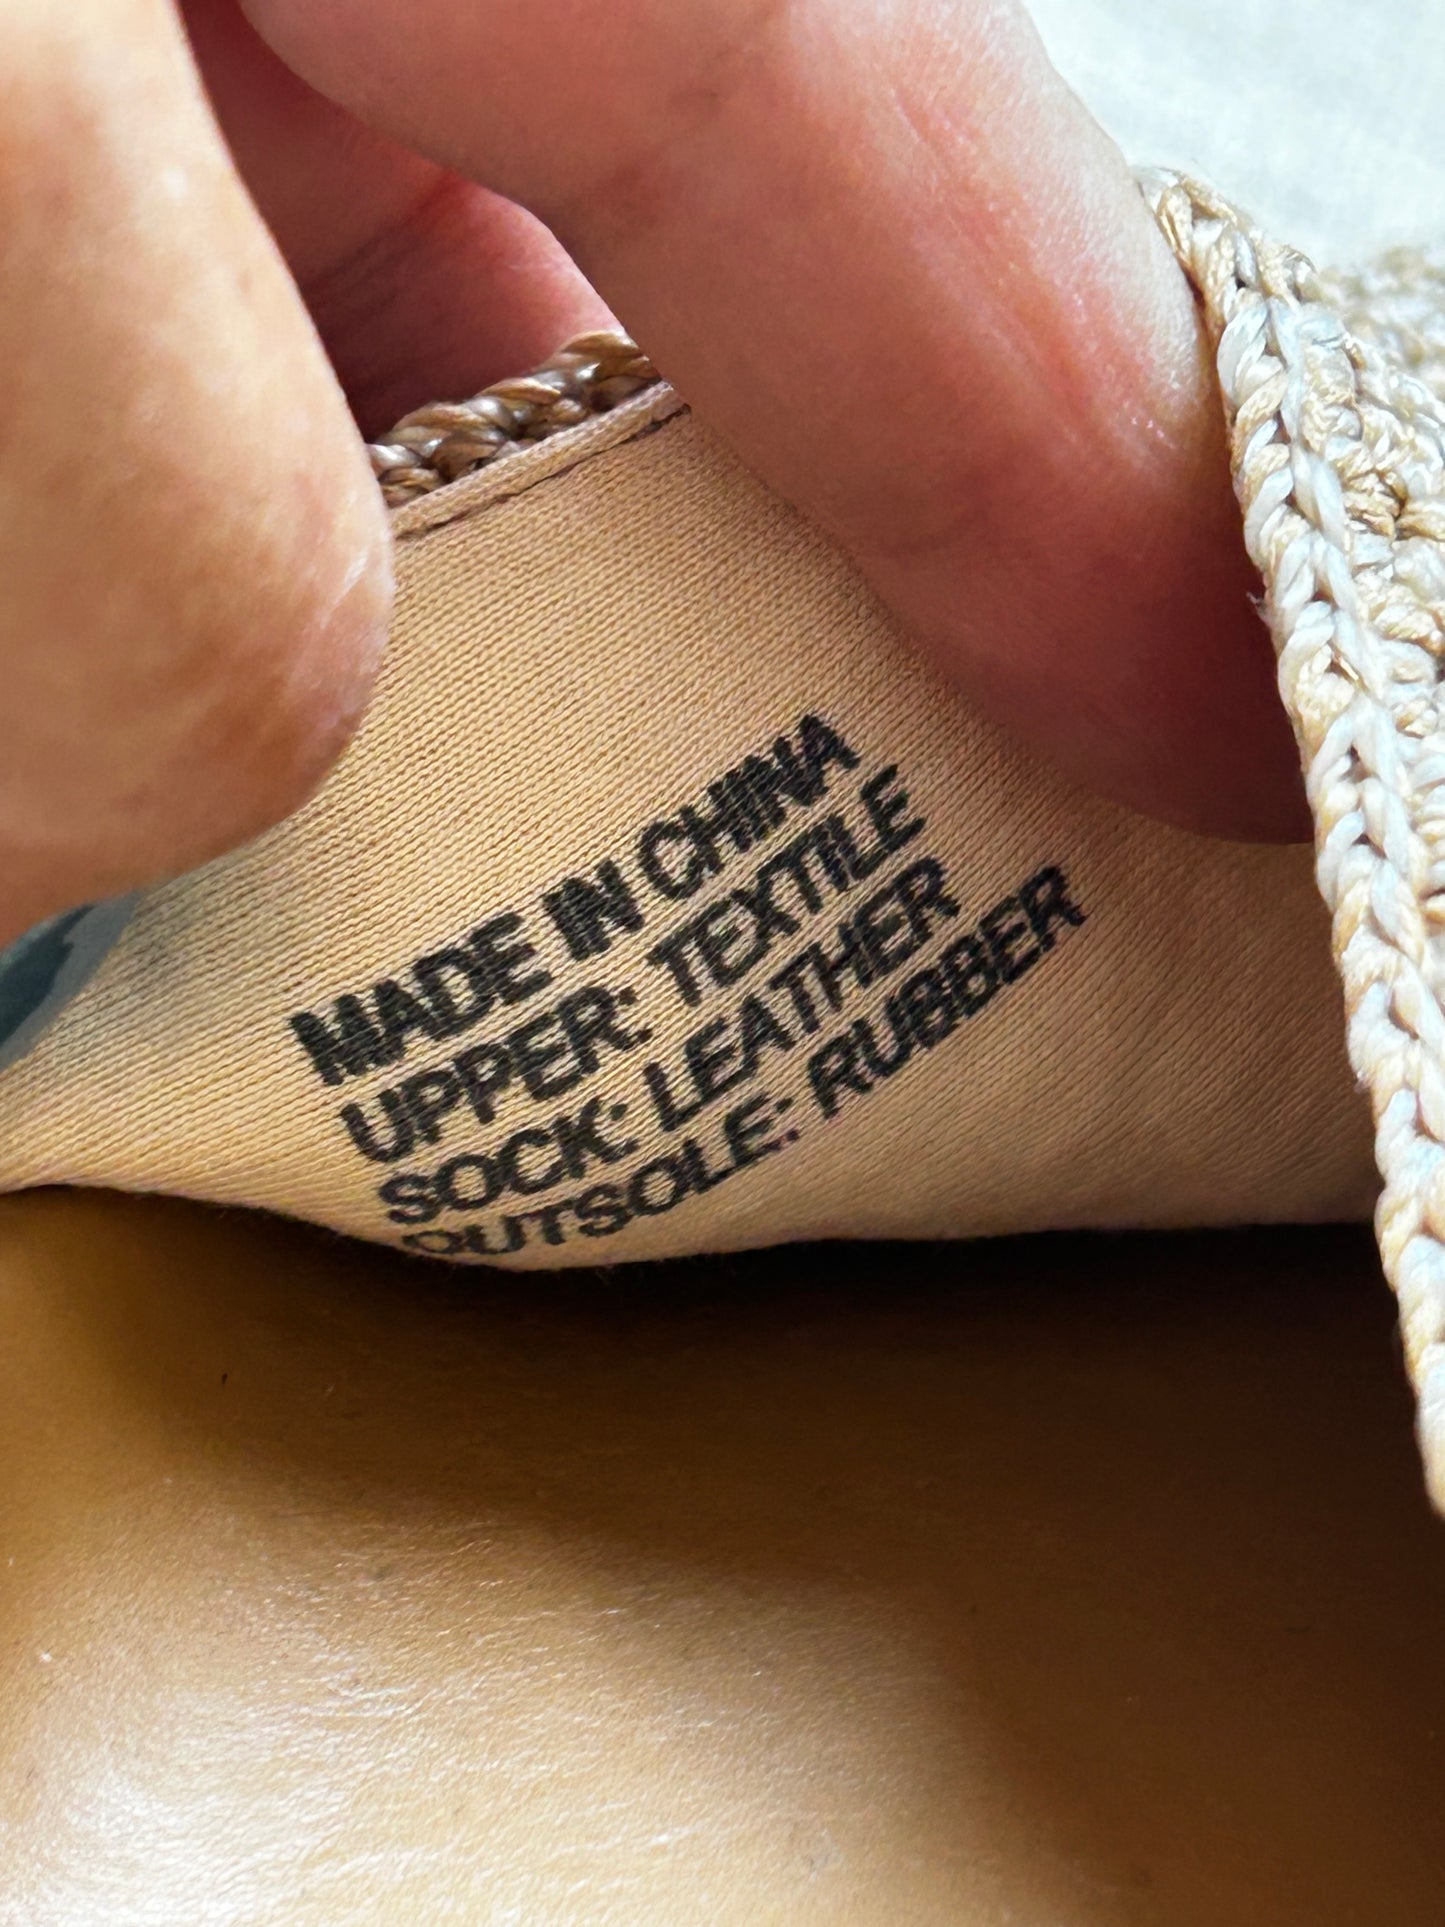 MADE IN CHINA
UPPER: TEXTILE
SOCK: LEATHER
OUTSOLE: RUBBER